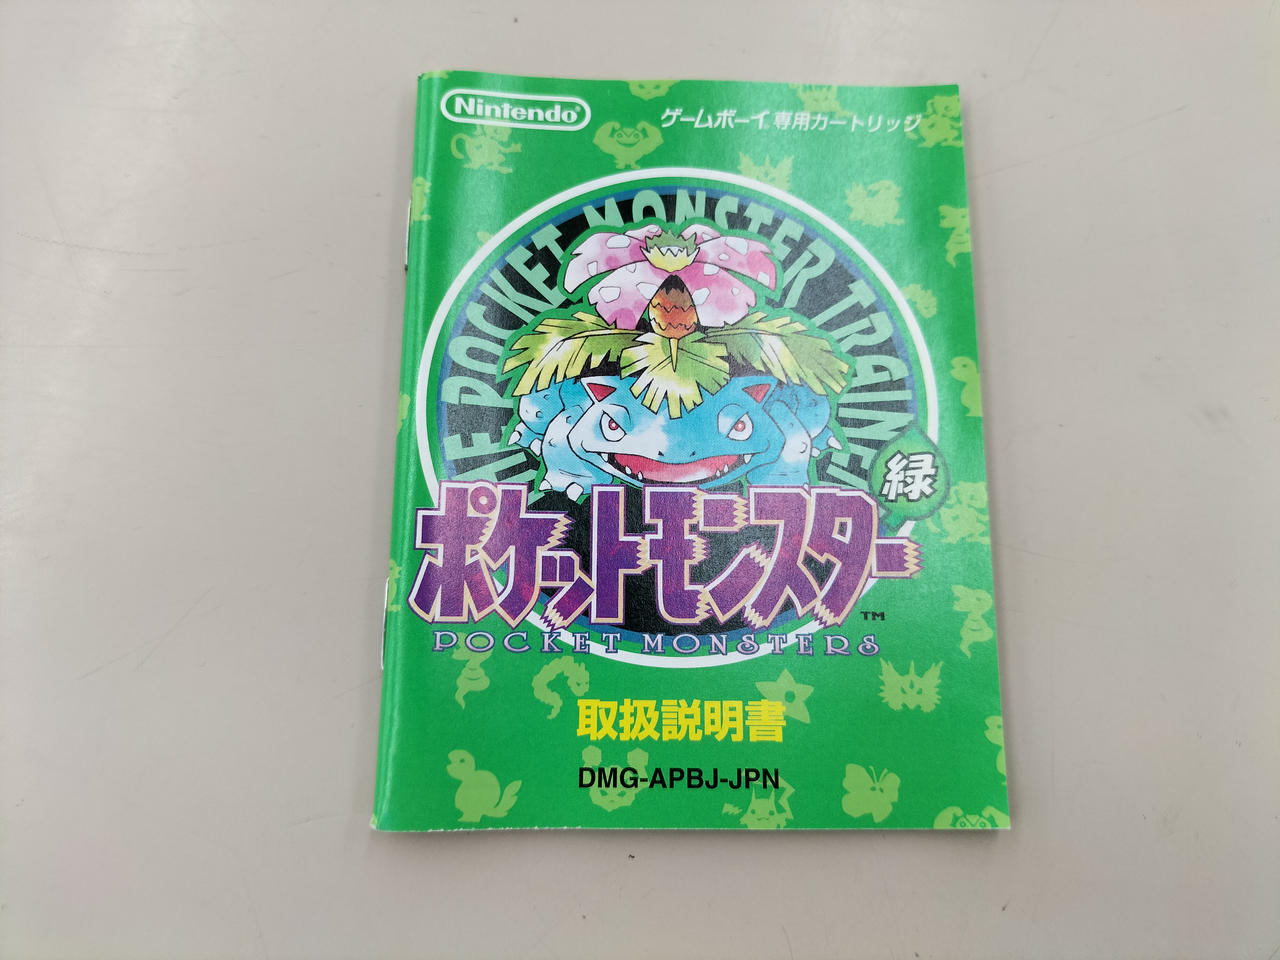 Nintendo®
ゲームボーイ専用カートリッジ
THE POCKET MONSTER TRAINER
緑
ポケットモンスター
TM
POCKET MONSTERS
取扱説明書
DMG-APBJ-JPN